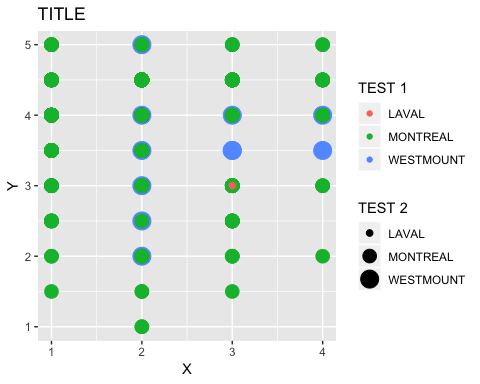 TITLE
5
4
3
2
1
Y
1 2 3 4
X
TEST 1
LAVAL
MONTREAL
WESTMOUNT
TEST 2
LAVAL
MONTREAL
WESTMOUNT